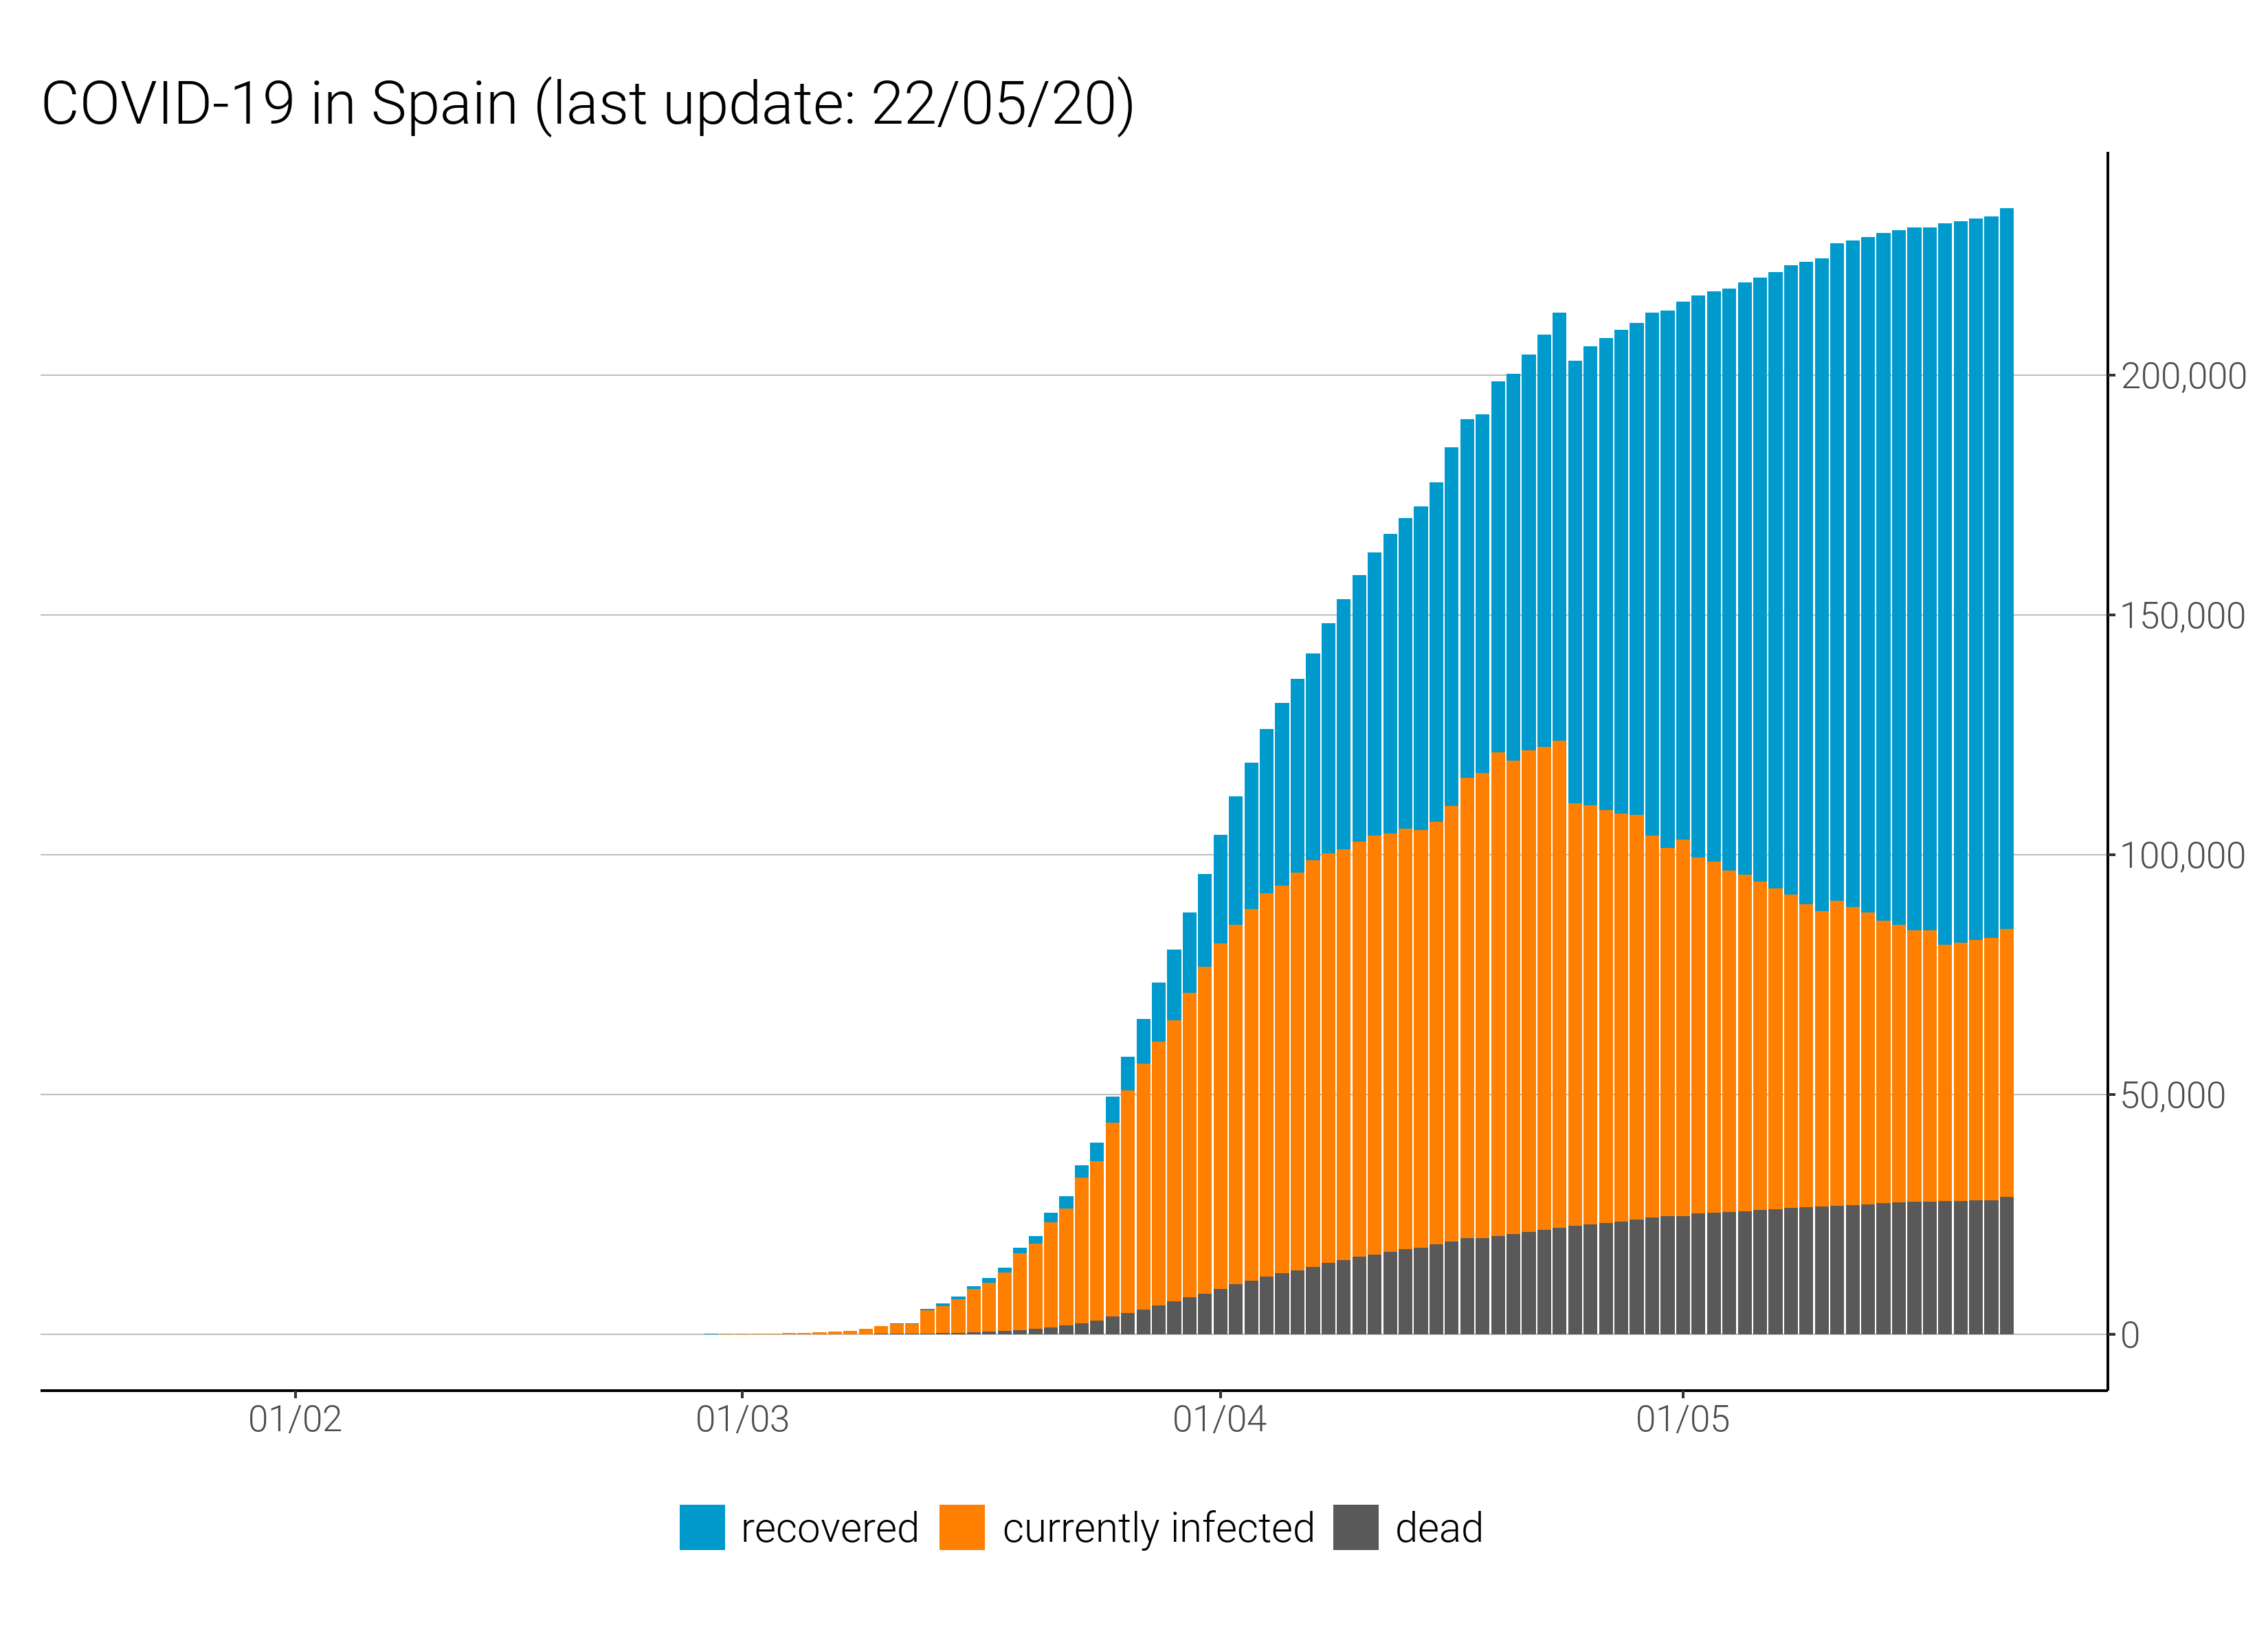 COVID-19 in Spain (last update: 22/05/20)
200,000
150,000
100,000
50,000
0
01/02 01/03 01/04 01/05
recovered currently infected dead